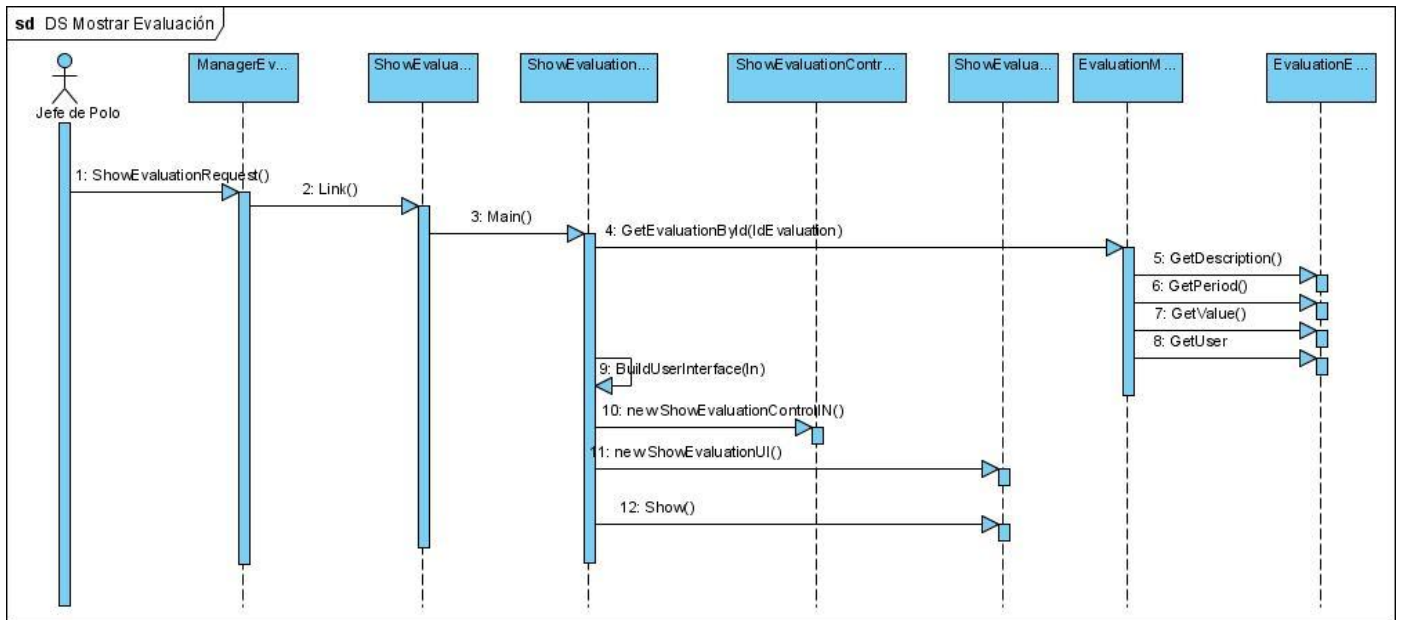 sd DS Mostrar Evaluación
Jefe de Polo
ManagerEv...
ShowEvalua...
ShowEvaluation...
ShowEvaluationContr...
ShowEvalua...
EvaluationM...
EvaluationE...
1: ShowEvaluationRequest()
2: Link()
3: Main()
4: GetEvaluationById(IdEvaluation)
5: GetDescription()
6: GetPeriod()
7: GetValue()
8: GetUser
9: BuildUserInterface(In)
10: newShowEvaluationControlIN()
11: newShowEvaluationUI()
12: Show()